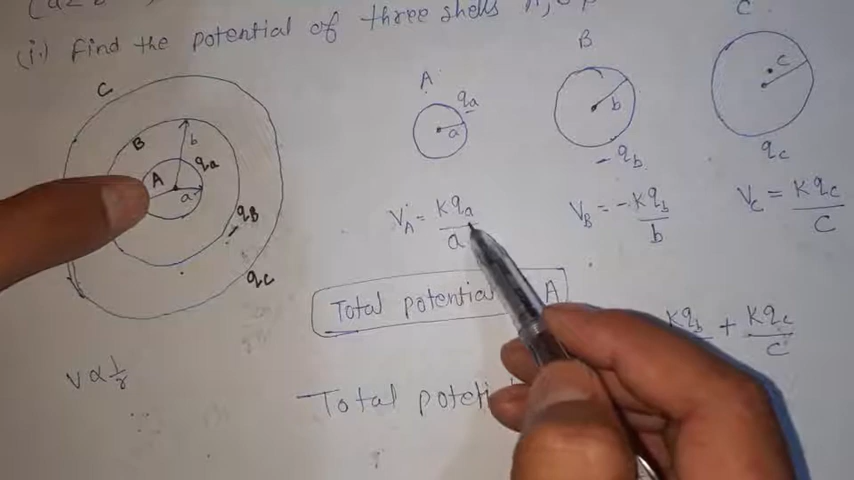 (i) Find the potential of three shells A,
C
B
b
A
qa
a
qB
qc
V ∝ 1/r
A
qa
a
VA = Kqa/a
B
b
- qb
VB = - Kqb/b
C
c
qc
Vc = Kqc/c
Total potential A
Kqb + Kqc/c
Total potenti